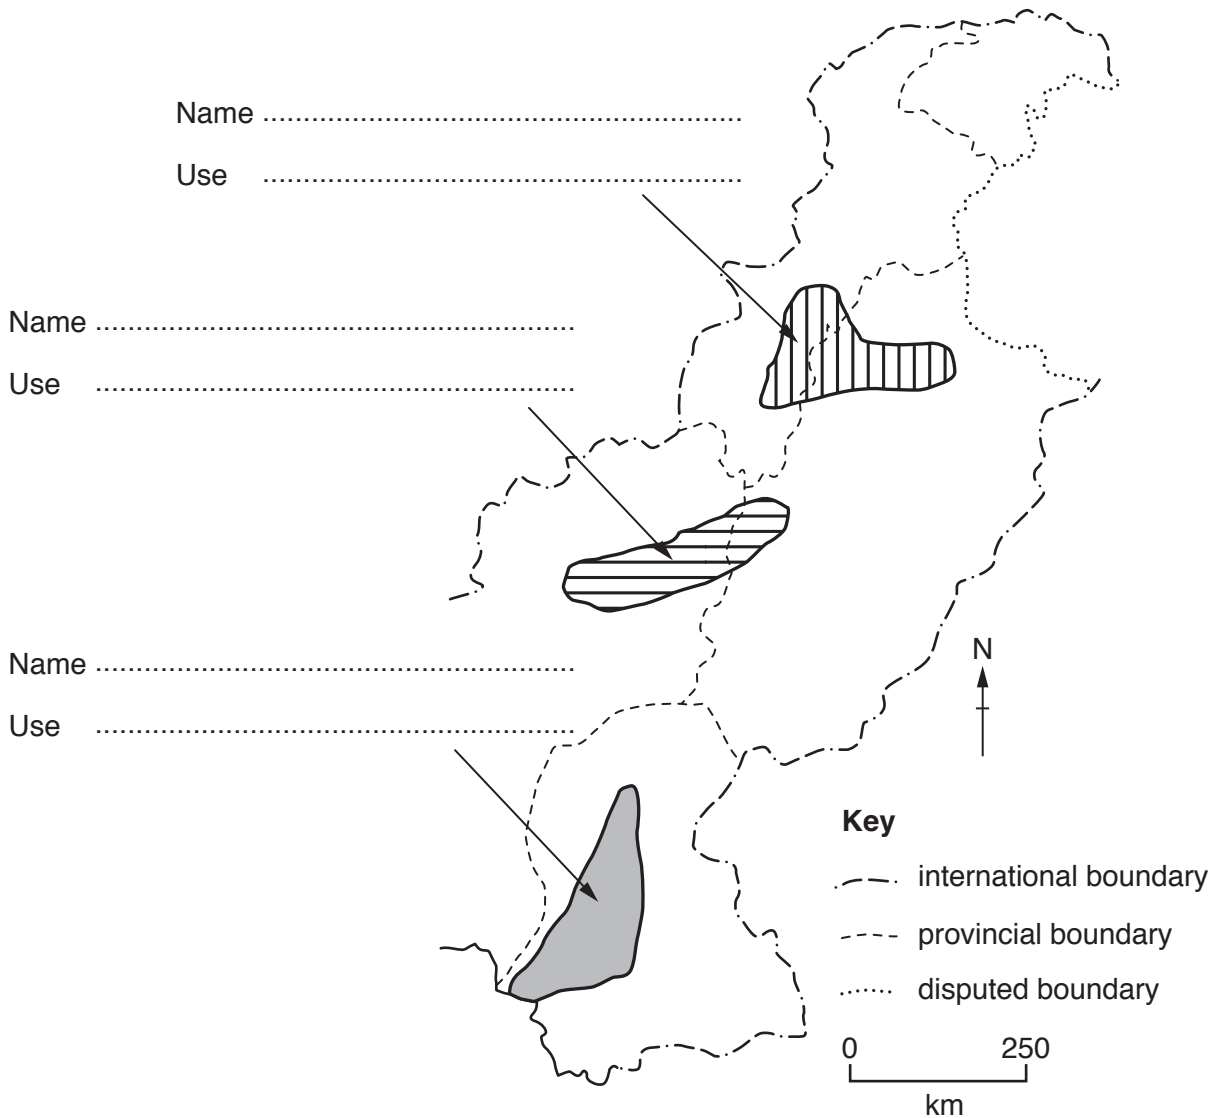 Name ............................................................
Use ............................................................
Name ............................................................
Use ............................................................
Name ............................................................
Use ............................................................
N
Key
international boundary
provincial boundary
disputed boundary
0 250
km